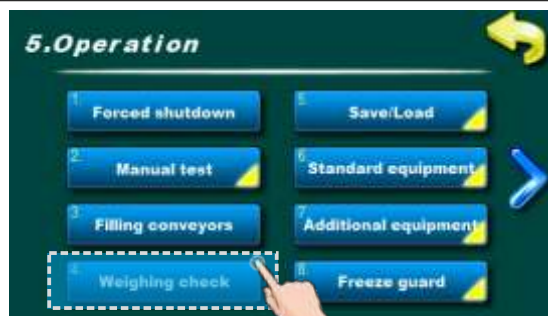 5.Operation
1. Forced shutdown
2. Manual test
3. Filling conveyors
4. Weighing check
5. Save/Load
6. Standard equipment
7. Additional equipment
8. Freeze guard